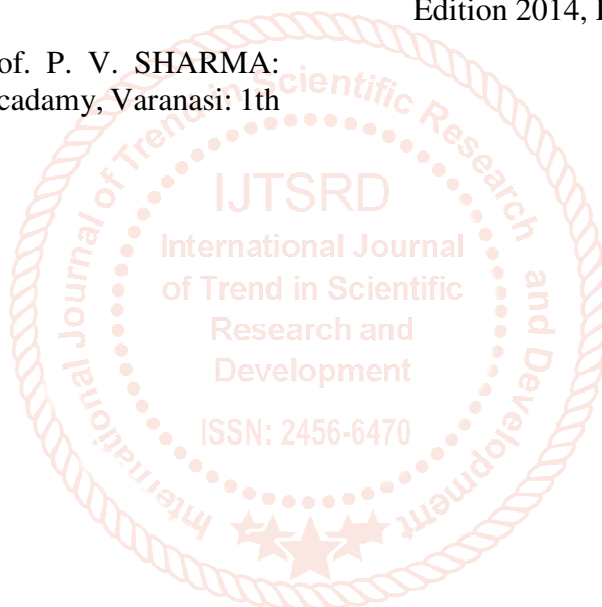 Edition 2014,
of. P. V. SHARMA:
cadamy, Varanasi: 1th
International Journal of Trend in Scientific Research and Development
IJTSRD
International Journal
of Trend in Scientific
Research and
Development
ISSN: 2456-6470